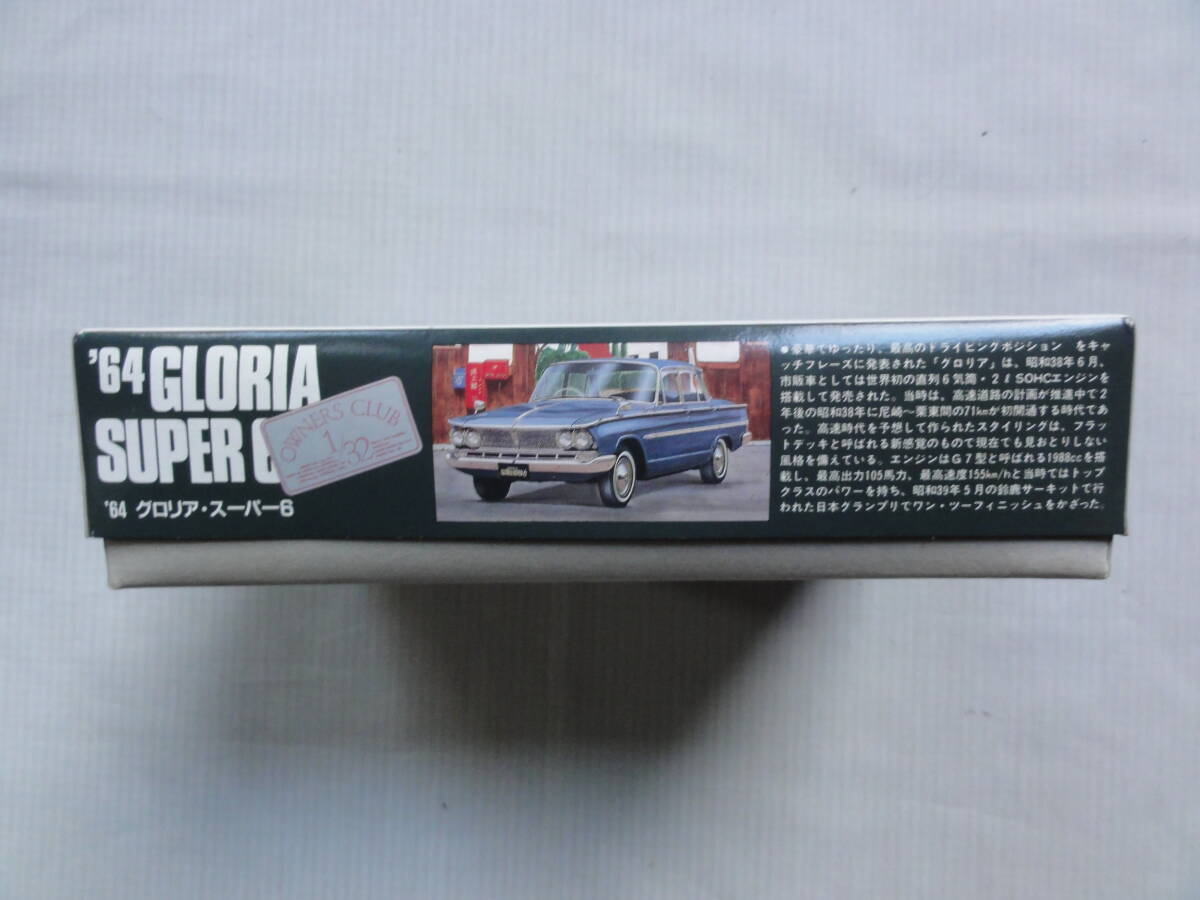 '64 GLORIA
SUPER 6
OWNERS CLUB
1/32
'64 グロリア・スーパー6
●豪華でゆったり、最高のドライビングポジション をキャ
ッチフレーズに発表された「グロリア」は、昭和38年6月、
市販車としては世界初の直列6気筒・2ℓSOHCエンジンを
搭載して発売された。当時は、高速道路の計画が推進中で2
年後の昭和38年に尼崎〜栗東間の71kmが初開通する時代であ
った。高速時代を予想して作られたスタイリングは、フラッ
トデッキと呼ばれる新感覚のもので現在でも見おとりしない
風格を備えている。エンジンはG7型と呼ばれる1988ccを搭
載し、最高出力105馬力、最高速度155km/hと当時ではトップ
クラスのパワーを持ち、昭和39年5月の鈴鹿サーキットで行
われた日本グランプリでワン・ツーフィニッシュをかざった。